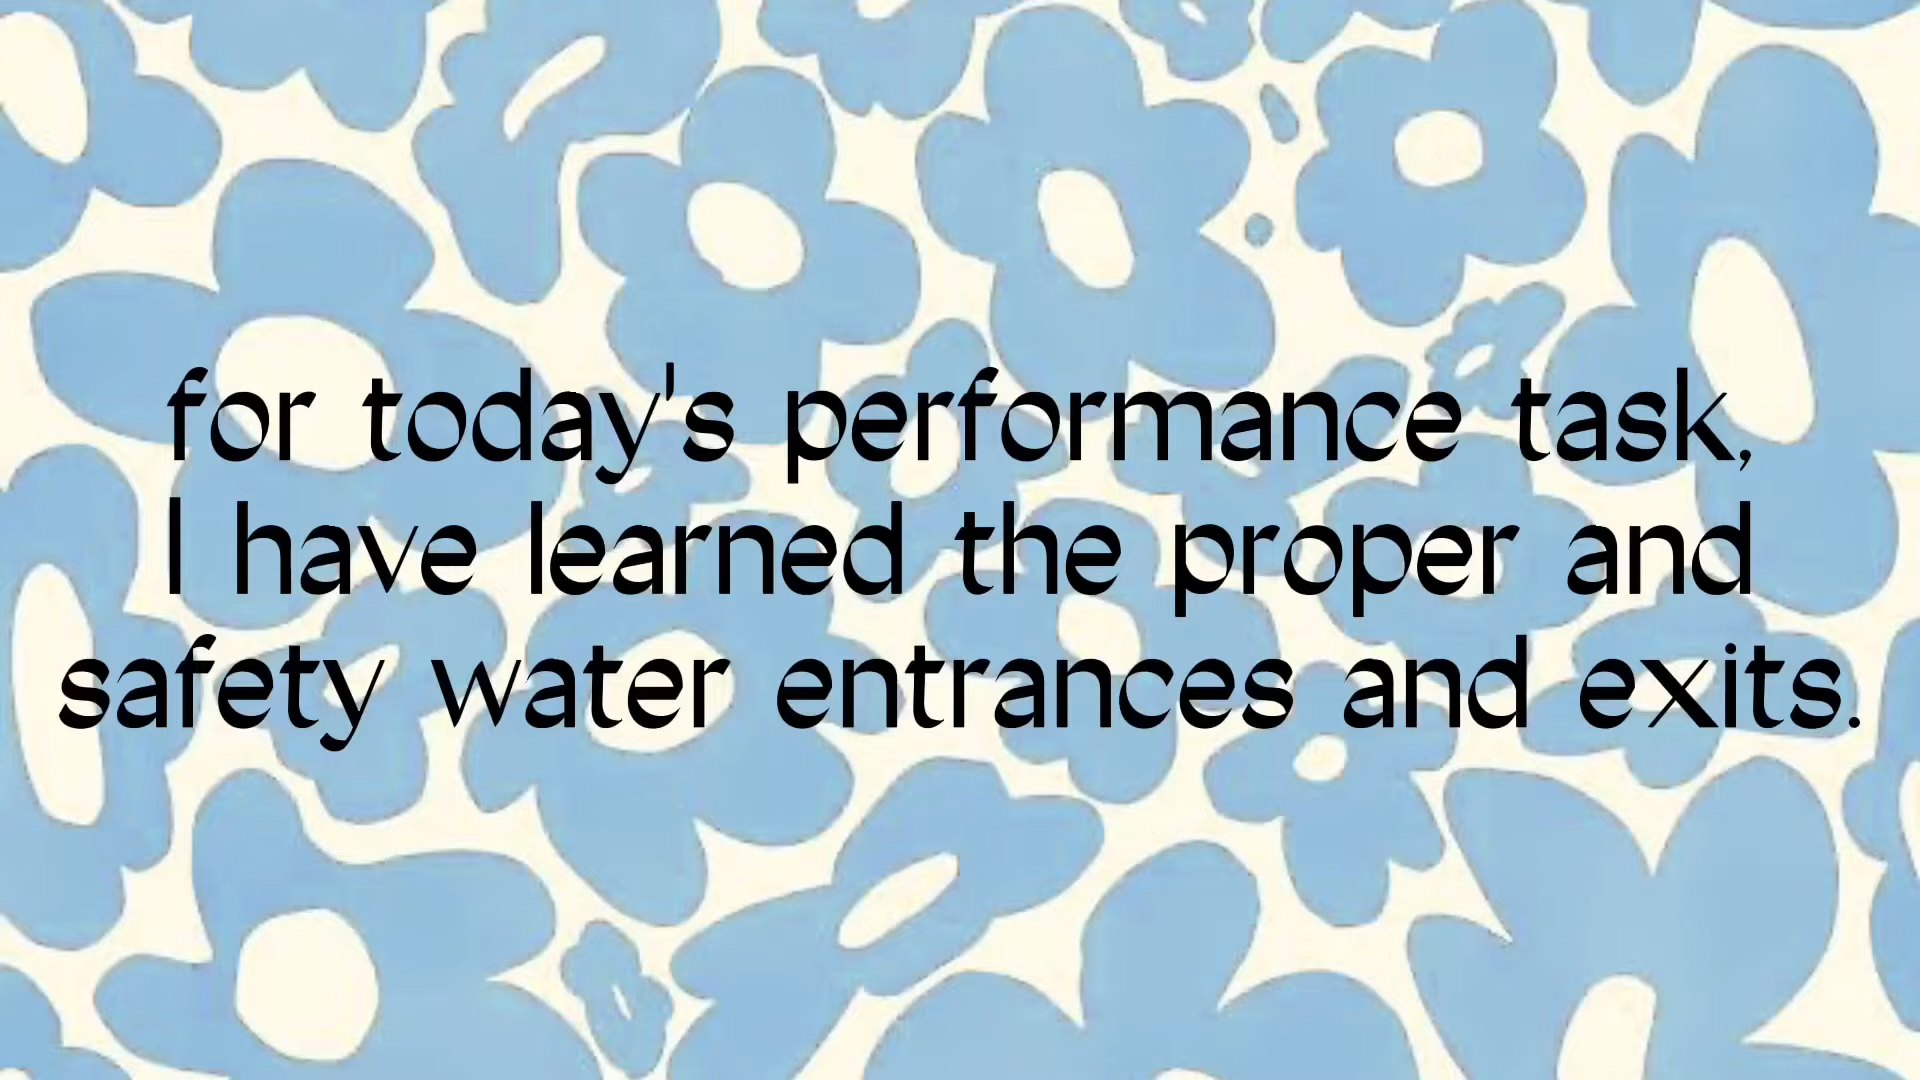 for today's performance task,
I have learned the proper and
safety water entrances and exits.